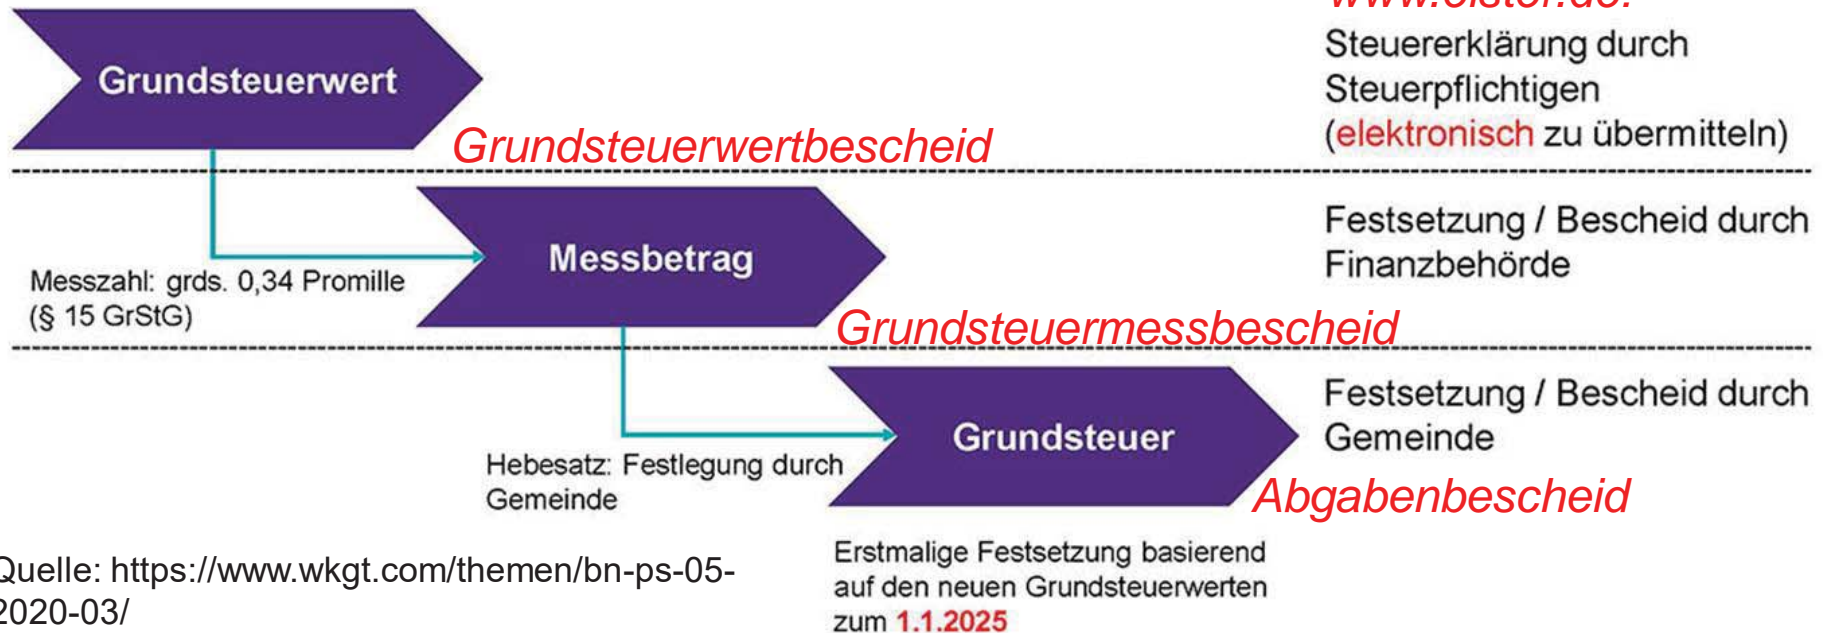 Grundsteuerwert
Steuererklärung durch
Steuerpflichtigen
(elektronisch zu übermitteln)
Grundsteuerwertbescheid
Messbetrag
Messzahl: grds. 0,34 Promille
(§ 15 GrStG)
Festsetzung / Bescheid durch
Finanzbehörde
Grundsteuermessbescheid
Grundsteuer
Hebesatz: Festlegung durch
Gemeinde
Festsetzung / Bescheid durch
Gemeinde
Abgabenbescheid
Erstmalige Festsetzung basierend
auf den neuen Grundsteuerwerten
zum 1.1.2025
Quelle: https://www.wkgt.com/themen/bn-ps-05-
2020-03/